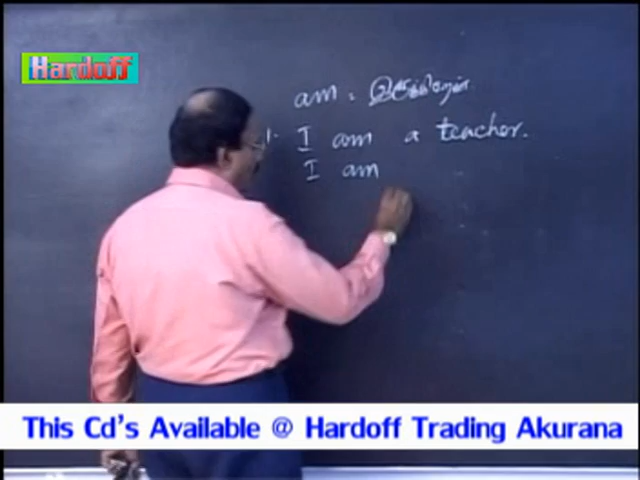 Hardoff
am = இருக்கிறேன்
1. I am a teacher.
I am
This Cd's Available @ Hardoff Trading Akurana